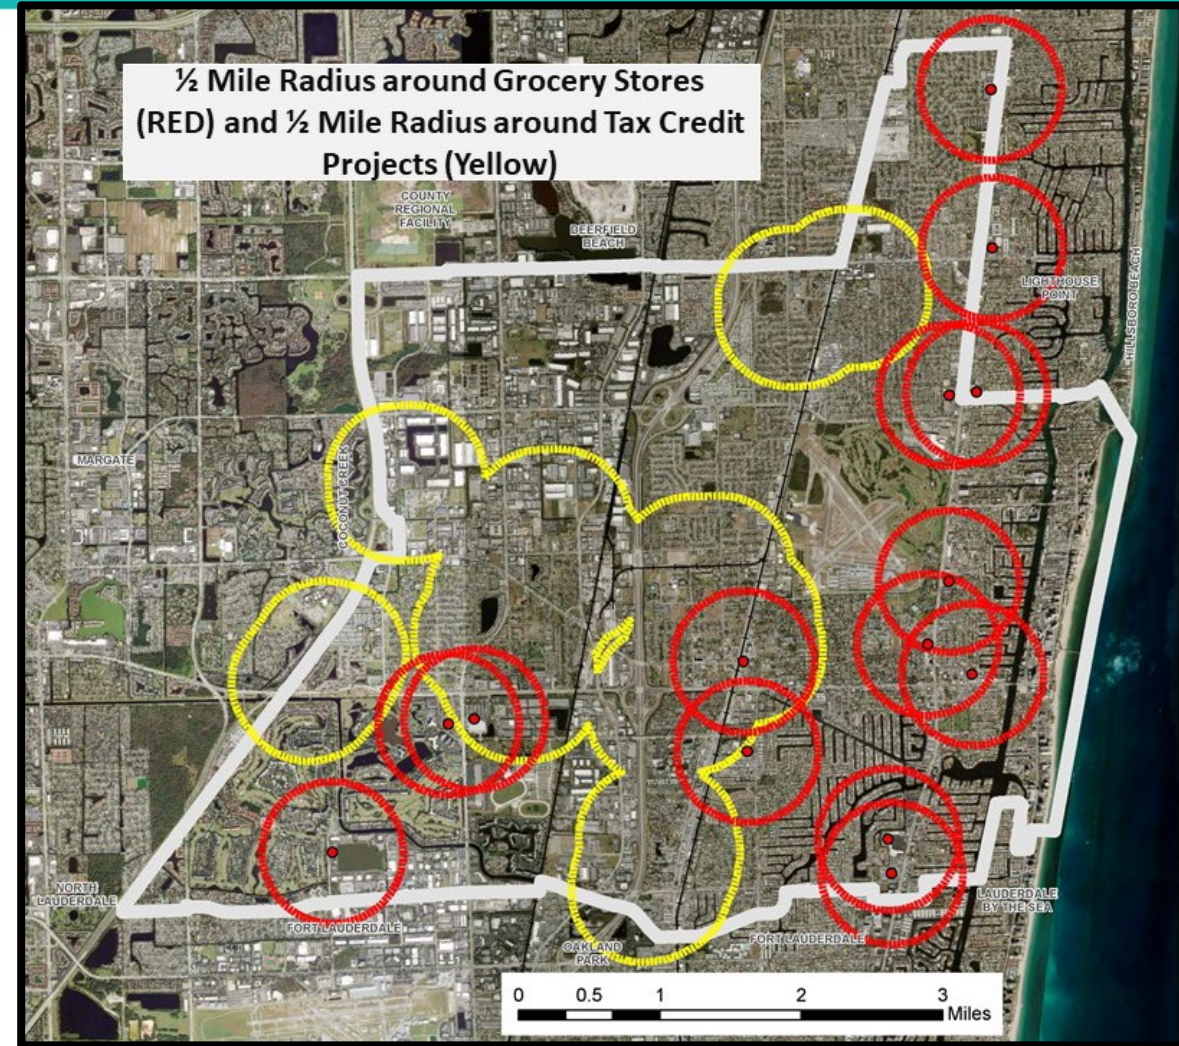 ½ Mile Radius around Grocery Stores
(RED) and ½ Mile Radius around Tax Credit
Projects (Yellow)
COUNTY
REGIONAL
FACILITY
DEERFIELD
BEACH
LIGHTHOUSE
POINT
HILLSBORO BEACH
MARGATE
COCONUT CREEK
NORTH
LAUDERDALE
FORT LAUDERDALE
OAKLAND
PARK
FORT LAUDERDALE
LAUDERDALE
BY THE SEA
0 0.5 1 2 3
Miles